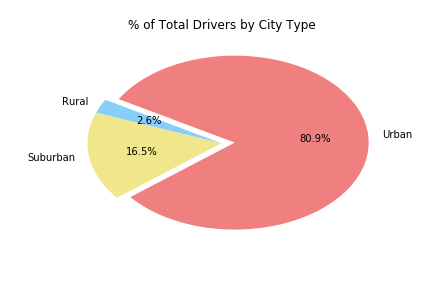 % of Total Drivers by City Type
Rural
2.6%
Urban
80.9%
16.5%
Suburban